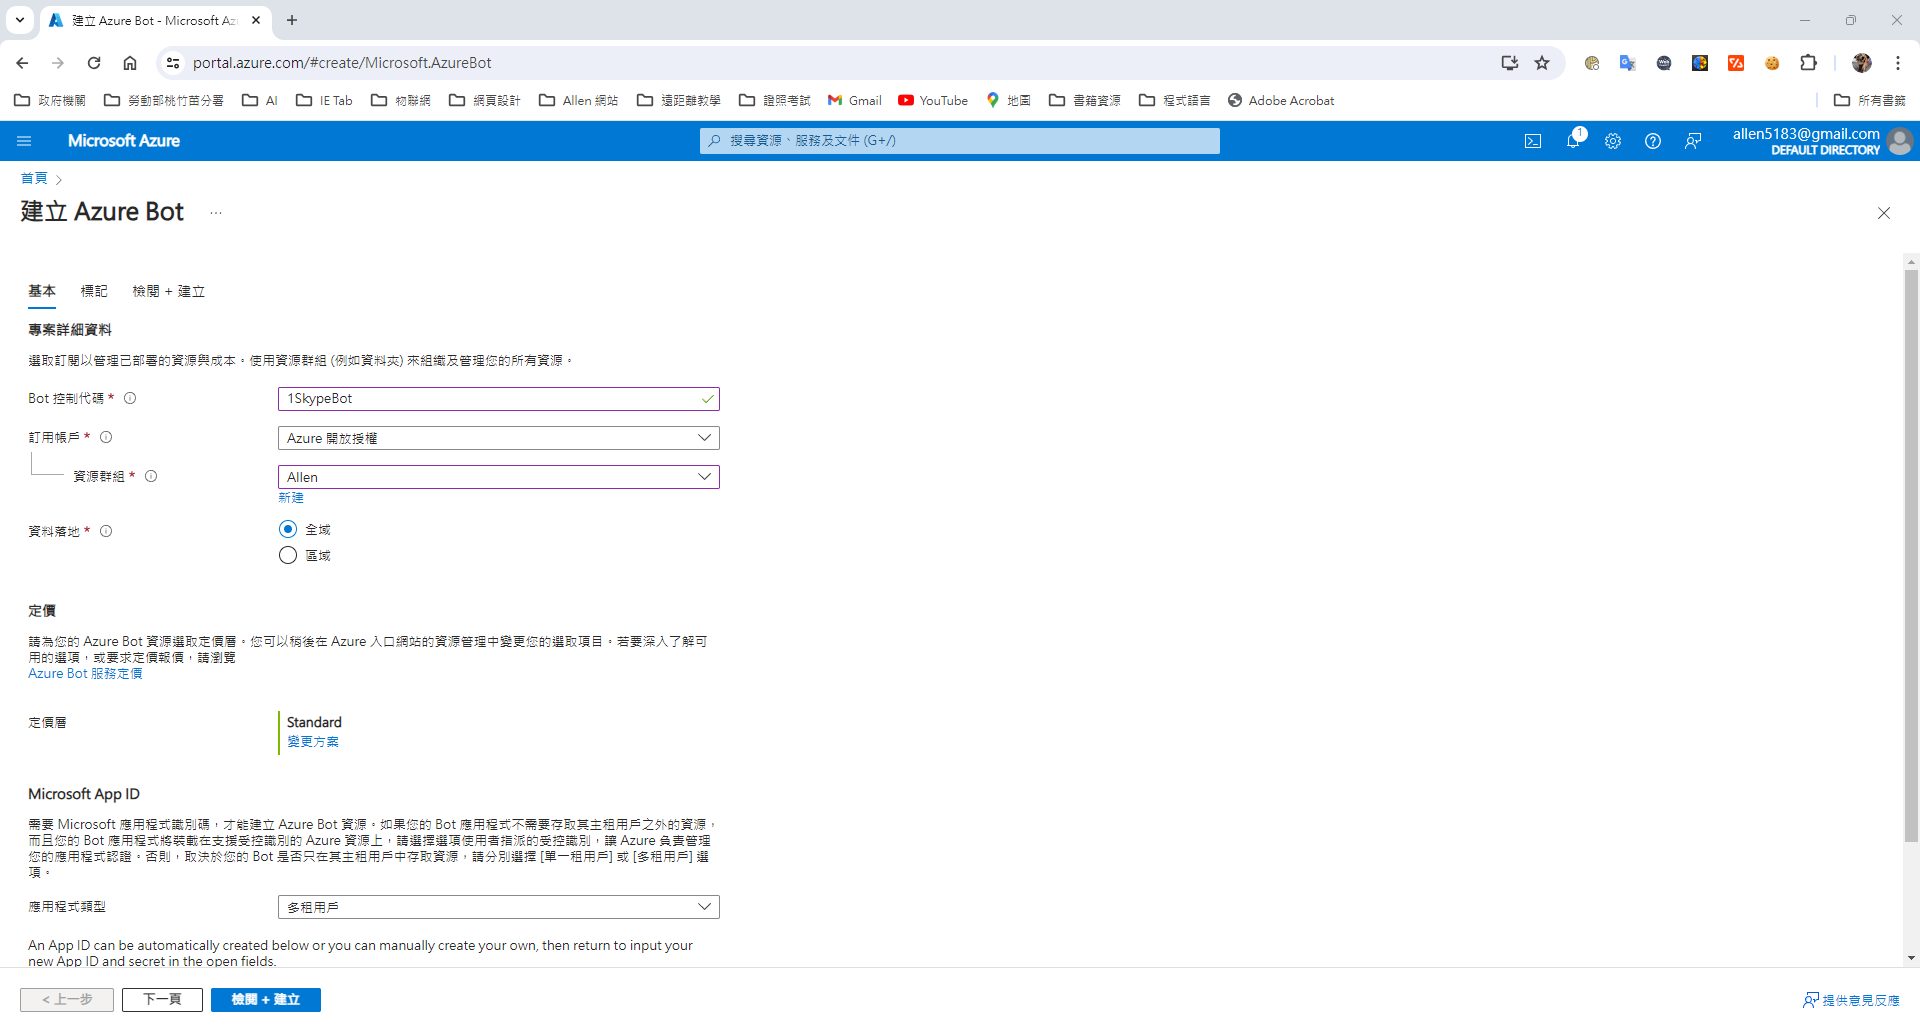 建立 Azure Bot - Microsoft Az
portal.azure.com/#create/Microsoft.AzureBot
政府機關
勞動部桃竹苗分署
AI
IE Tab
物聯網
網頁設計
Allen 網站
遠距離教學
證照考試
Gmail
YouTube
地圖
書籍資源
程式語言
Adobe Acrobat
所有書籤
Microsoft Azure
搜尋資源、服務及文件 (G+/)
1
allen5183@gmail.com
DEFAULT DIRECTORY
首頁
建立 Azure Bot
基本
標記
檢閱 + 建立
專案詳細資料
選取訂閱以管理已部署的資源與成本。使用資源群組 (例如資料夾) 來組織及管理您的所有資源。
Bot 控制代碼 *
1SkypeBot
訂用帳戶 *
Azure 開放授權
資源群組 *
Allen
新建
資料落地 *
全域
區域
定價
請為您的 Azure Bot 資源選取定價層。您可以稍後在 Azure 入口網站的資源管理中變更您的選取項目。若要深入了解可
用的選項，或要求定價報價，請瀏覽
Azure Bot 服務定價
定價層
Standard
變更方案
Microsoft App ID
需要 Microsoft 應用程式識別碼，才能建立 Azure Bot 資源。如果您的 Bot 應用程式不需要存取其主租用戶之外的資源，
而且您的 Bot 應用程式將裝載在支援受控識別的 Azure 資源上，請選擇選項使用者指派的受控識別，讓 Azure 負責管理
您的應用程式認證。否則，取決於您的 Bot 是否只在其主租用戶中存取資源，請分別選擇 [單一租用戶] 或 [多租用戶] 選
項。
應用程式類型
多租用戶
An App ID can be automatically created below or you can manually create your own, then return to input your
new App ID and secret in the open fields.
< 上一步
下一頁
檢閱 + 建立
提供意見反應